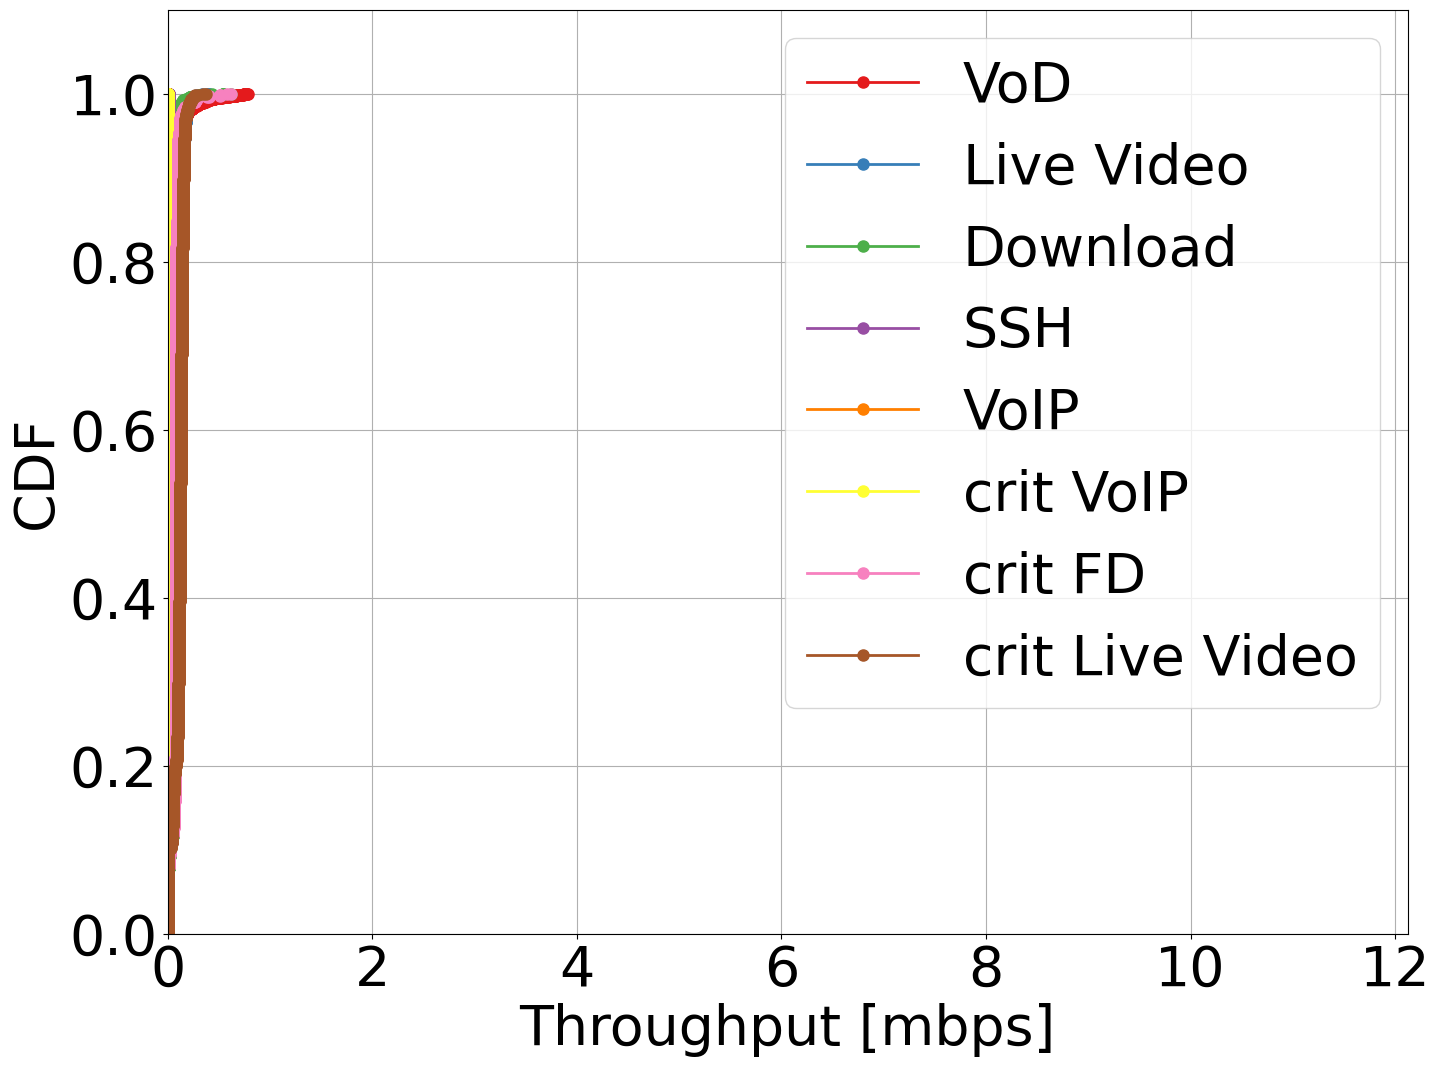 1.0
0.8
0.6
0.4
0.2
0.0
CDF
0 2 4 6 8 10 12
Throughput [mbps]
VoD
Live Video
Download
SSH
VoIP
crit VoIP
crit FD
crit Live Video